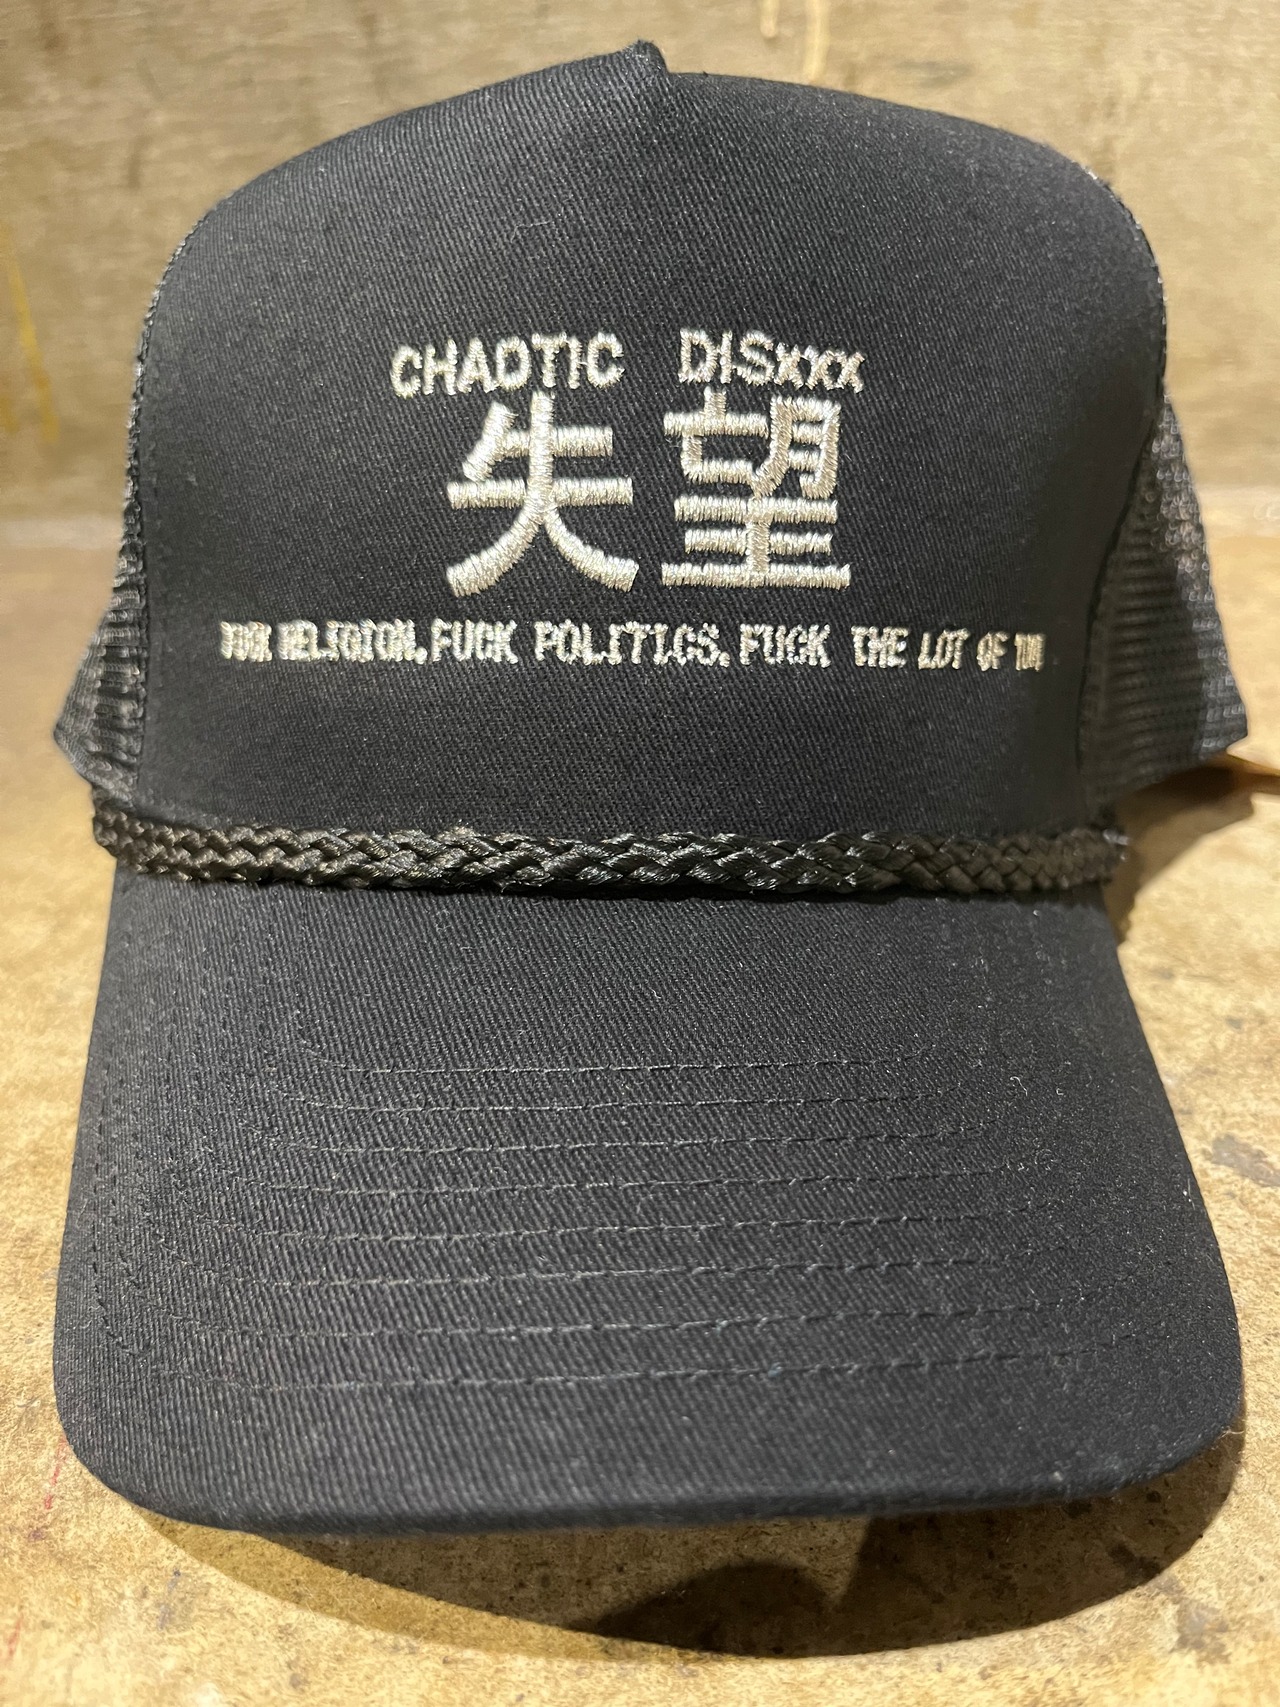 CHAOTIC DISxxx
失望
FUCK RELIGION. FUCK POLITICS. FUCK THE LOT OF YOU